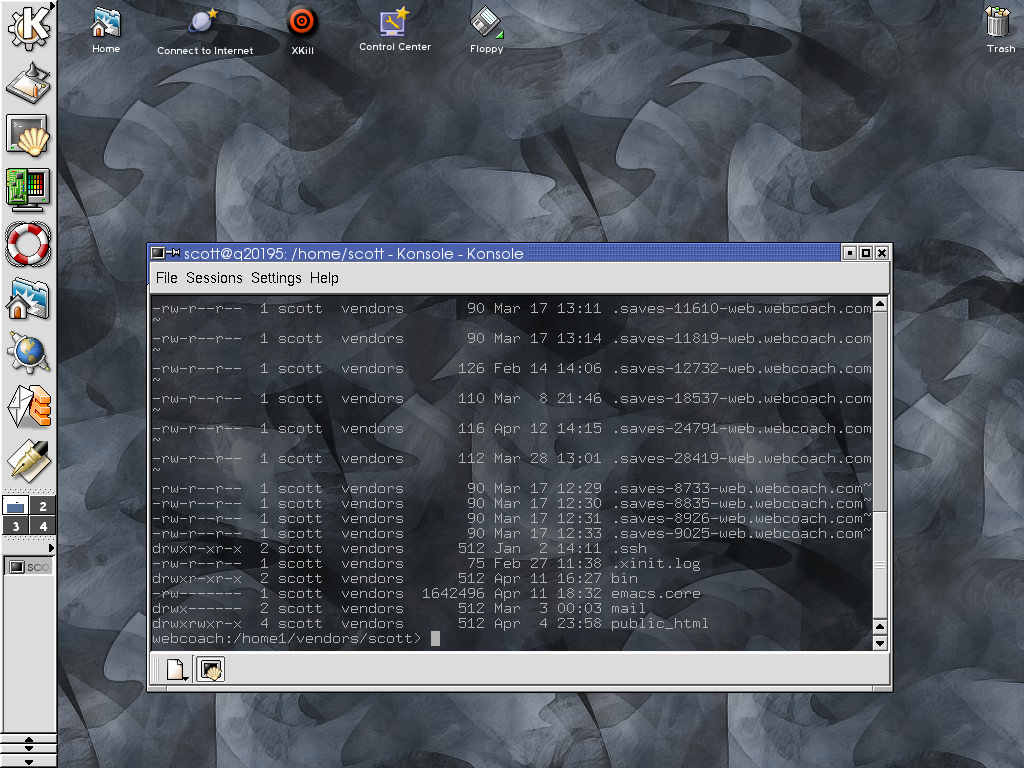 Home
Connect to Internet
XKill
Control Center
Floppy
Trash
scott@q20195: /home/scott - Konsole - Konsole
File Sessions Settings Help
-rw-r--r-- 1 scott vendors 90 Mar 17 13:11 .saves-11610-web.webcoach.com
~
-rw-r--r-- 1 scott vendors 90 Mar 17 13:14 .saves-11819-web.webcoach.com
~
-rw-r--r-- 1 scott vendors 126 Feb 14 14:06 .saves-12732-web.webcoach.com
~
-rw-r--r-- 1 scott vendors 110 Mar 8 21:46 .saves-18537-web.webcoach.com
~
-rw-r--r-- 1 scott vendors 116 Apr 12 14:15 .saves-24791-web.webcoach.com
~
-rw-r--r-- 1 scott vendors 112 Mar 28 13:01 .saves-28419-web.webcoach.com
~
-rw-r--r-- 1 scott vendors 90 Mar 17 12:29 .saves-8733-web.webcoach.com~
-rw-r--r-- 1 scott vendors 90 Mar 17 12:30 .saves-8835-web.webcoach.com~
-rw-r--r-- 1 scott vendors 90 Mar 17 12:31 .saves-8926-web.webcoach.com~
-rw-r--r-- 1 scott vendors 90 Mar 17 12:33 .saves-9025-web.webcoach.com~
drwxr-xr-x 2 scott vendors 512 Jan 2 14:11 .ssh
-rw-r--r-- 1 scott vendors 75 Feb 27 11:38 .xinit.log
drwxr-xr-x 2 scott vendors 512 Apr 11 16:27 bin
-rw------- 1 scott vendors 1642496 Apr 11 18:32 emacs.core
drwx------ 2 scott vendors 512 Mar 3 00:03 mail
drwxrwxr-x 4 scott vendors 512 Apr 4 23:58 public_html
webcoach:/home1/vendors/scott>
2
3 4
sco